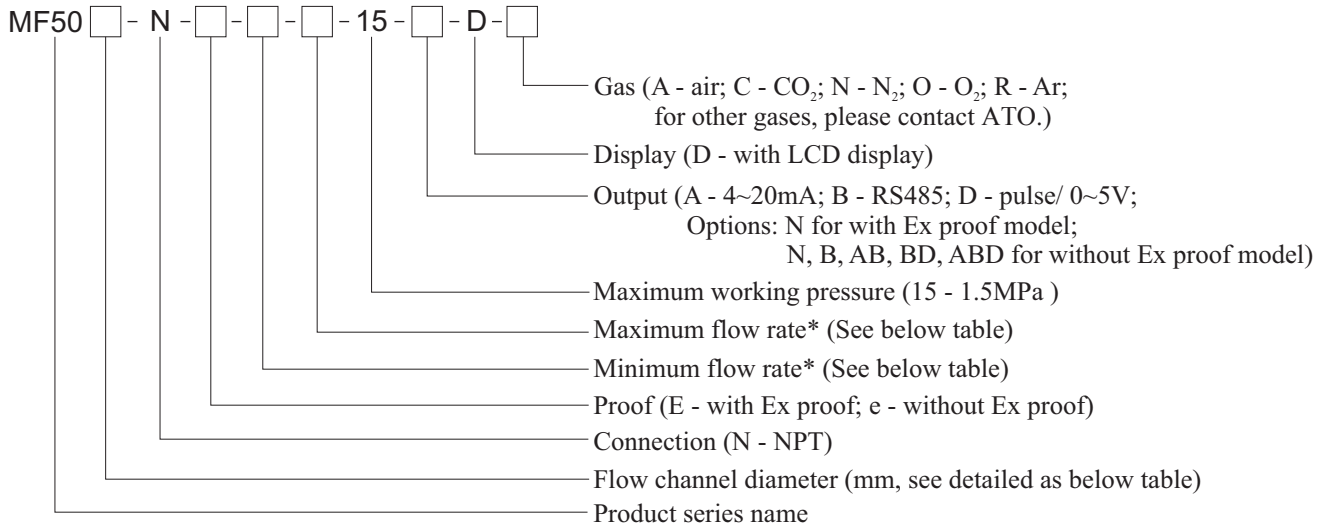 MF50 □ - N - □ - □ - □ - 15 - □ - D - □
Gas (A - air; C - CO₂; N - N₂; O - O₂; R - Ar;
for other gases, please contact ATO.)
Display (D - with LCD display)
Output (A - 4~20mA; B - RS485; D - pulse/ 0~5V;
Options: N for with Ex proof model;
N, B, AB, BD, ABD for without Ex proof model)
Maximum working pressure (15 - 1.5MPa )
Maximum flow rate* (See below table)
Minimum flow rate* (See below table)
Proof (E - with Ex proof; e - without Ex proof)
Connection (N - NPT)
Flow channel diameter (mm, see detailed as below table)
Product series name